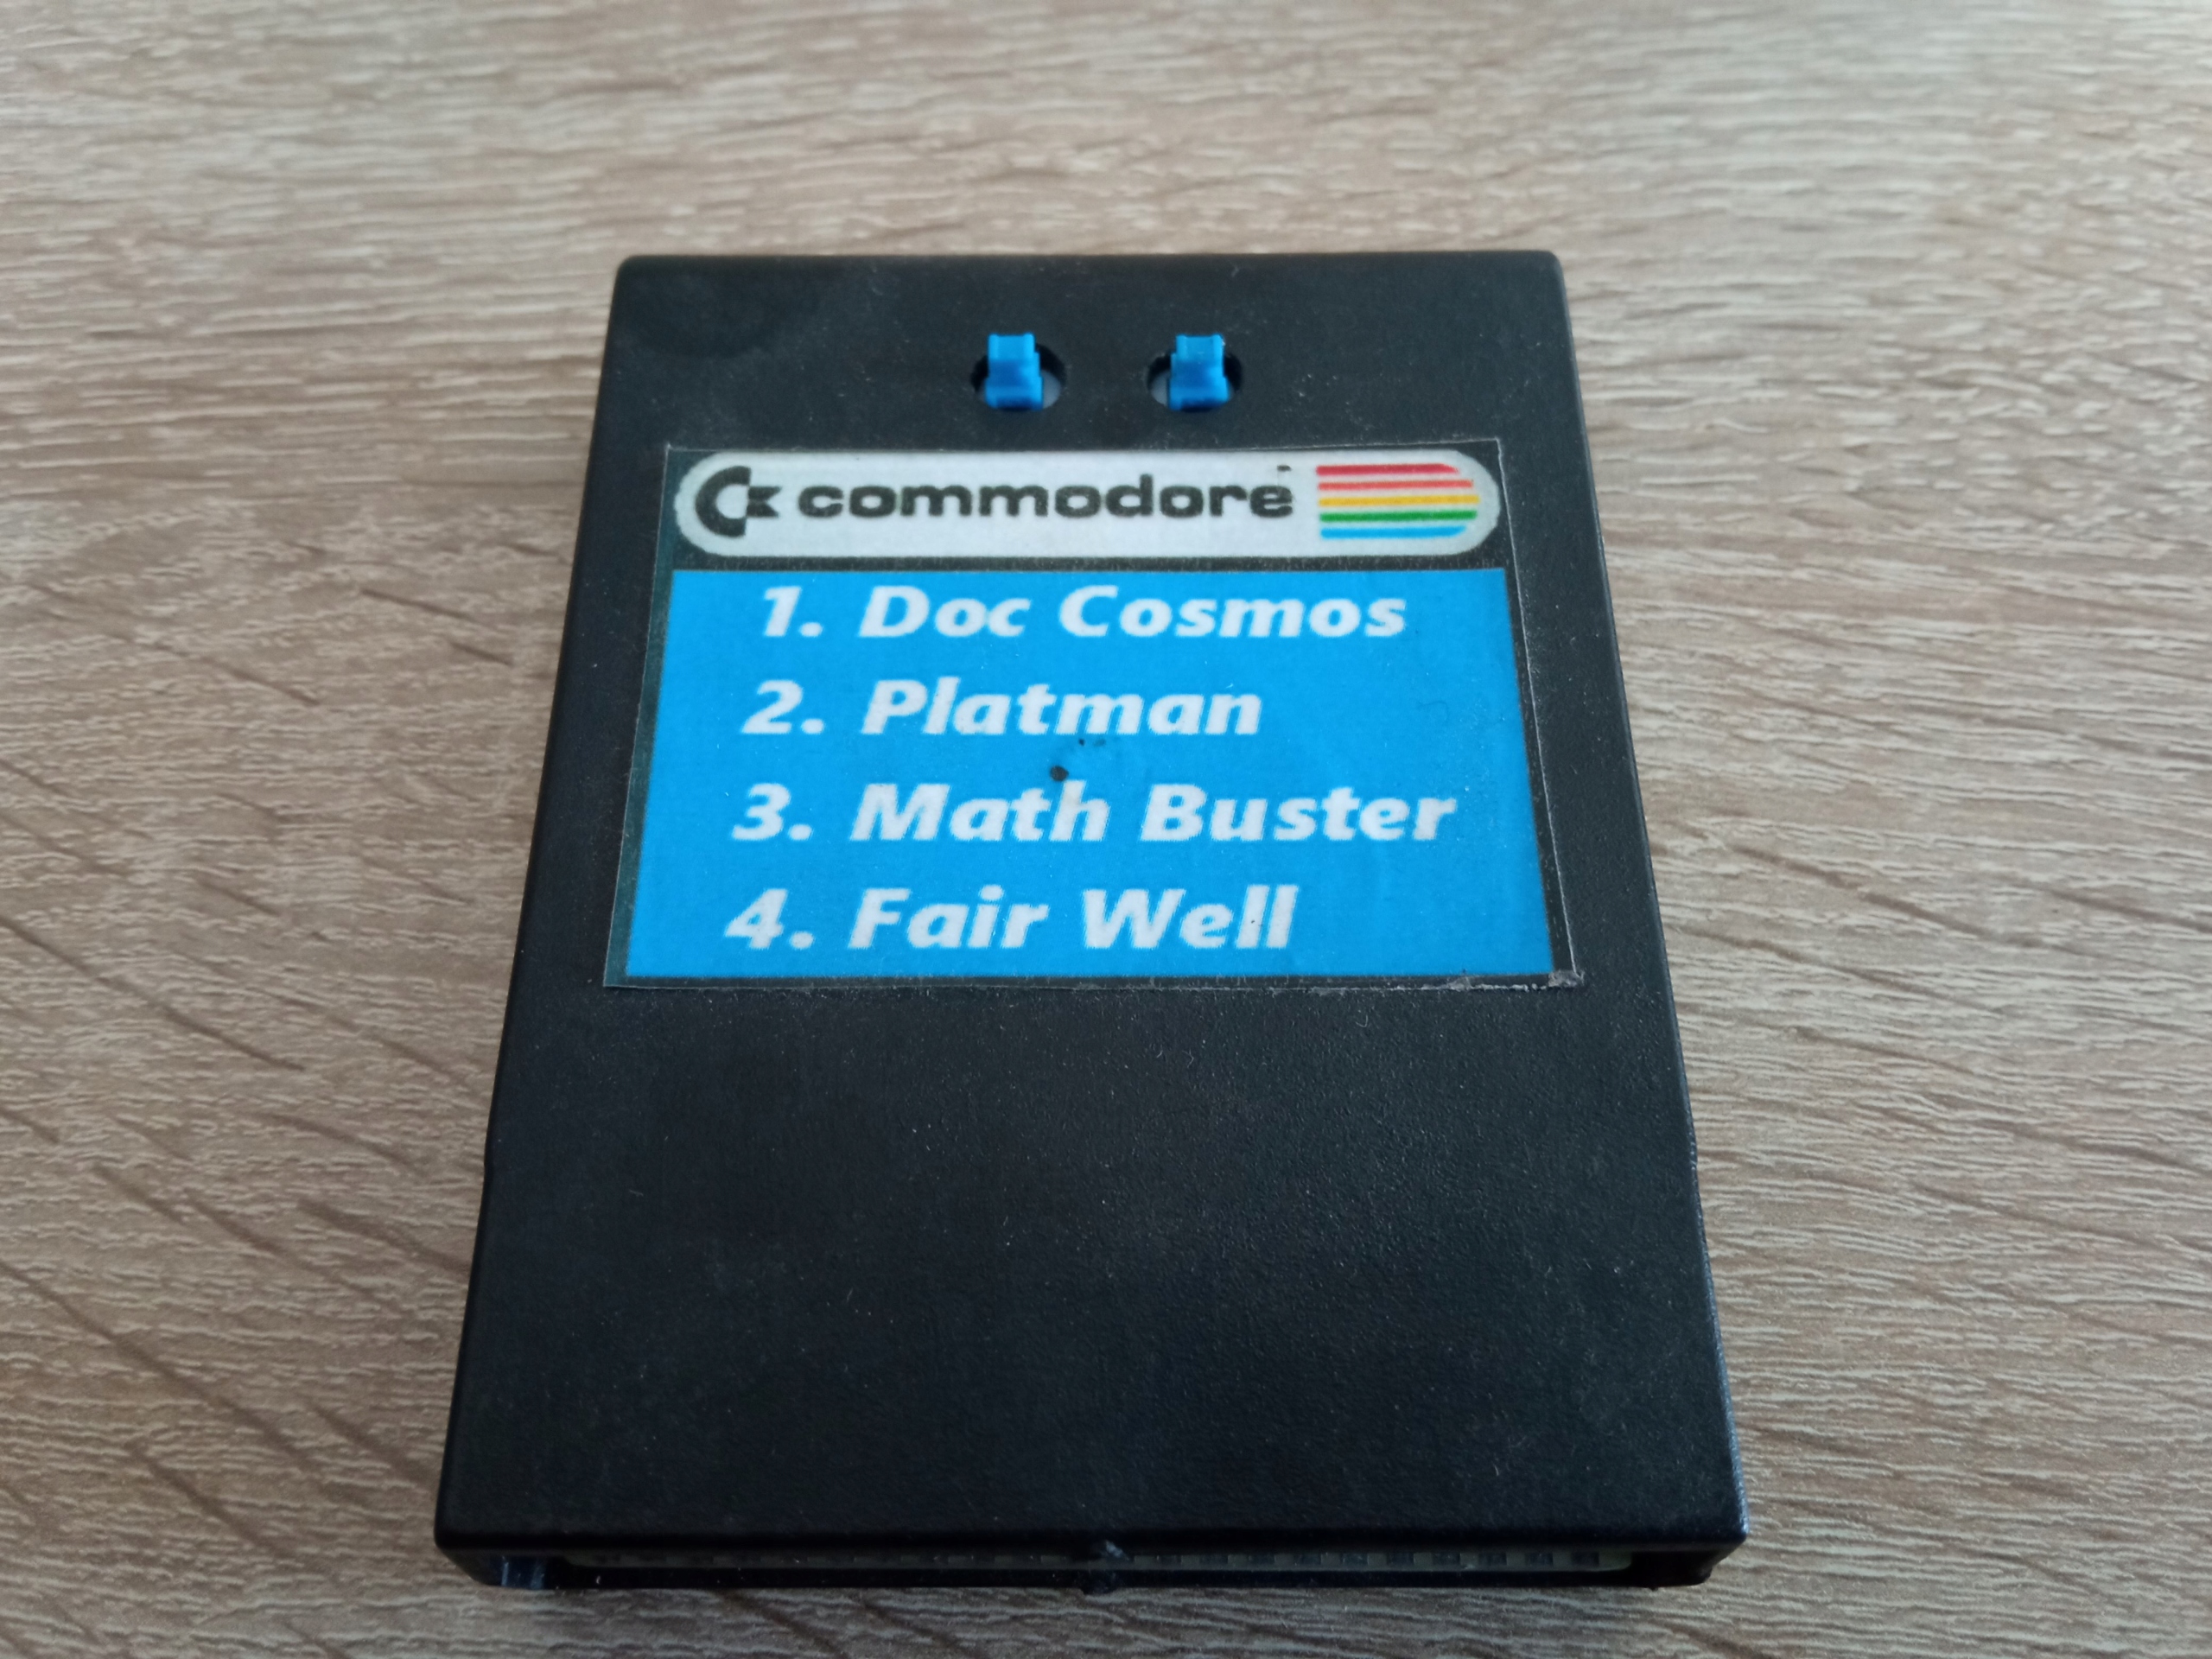 commodore
1. Doc Cosmos
2. Platman
3. Math Buster
4. Fair Well